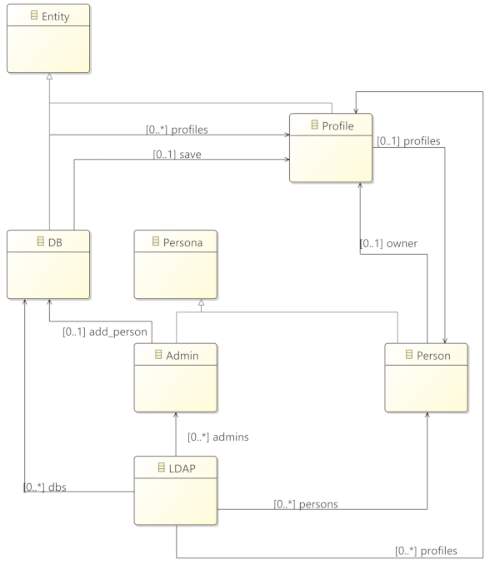 Entity
Profile
[0..*] profiles
[0..1] profiles
[0..1] save
DB
Persona
[0..1] owner
[0..1] add_person
Admin
Person
[0..*] admins
LDAP
[0..*] dbs
[0..*] persons
[0..*] profiles